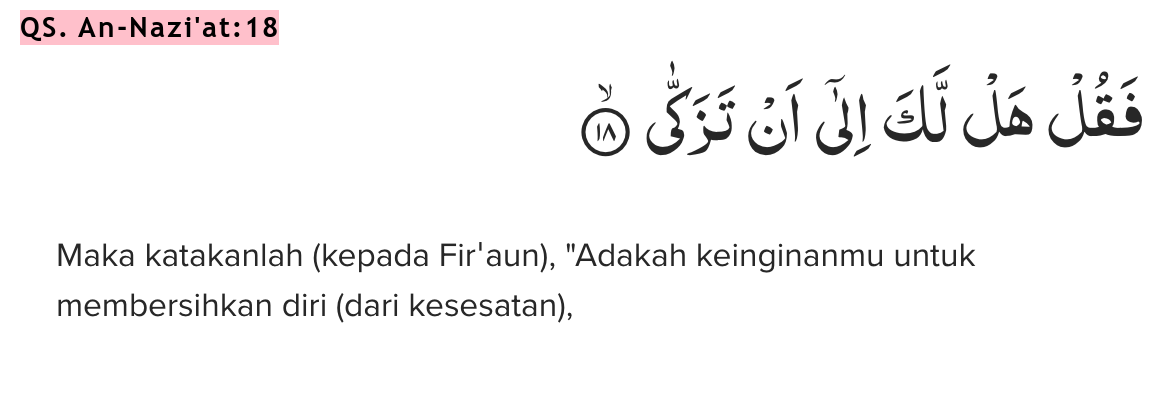 QS. An-Nazi'at:18
فَقُلْ هَلْ لَّكَ اِلٰٓى اَنْ تَزَكّٰىۙ ۝١٨
Maka katakanlah (kepada Fir'aun), "Adakah keinginanmu untuk
membersihkan diri (dari kesesatan),